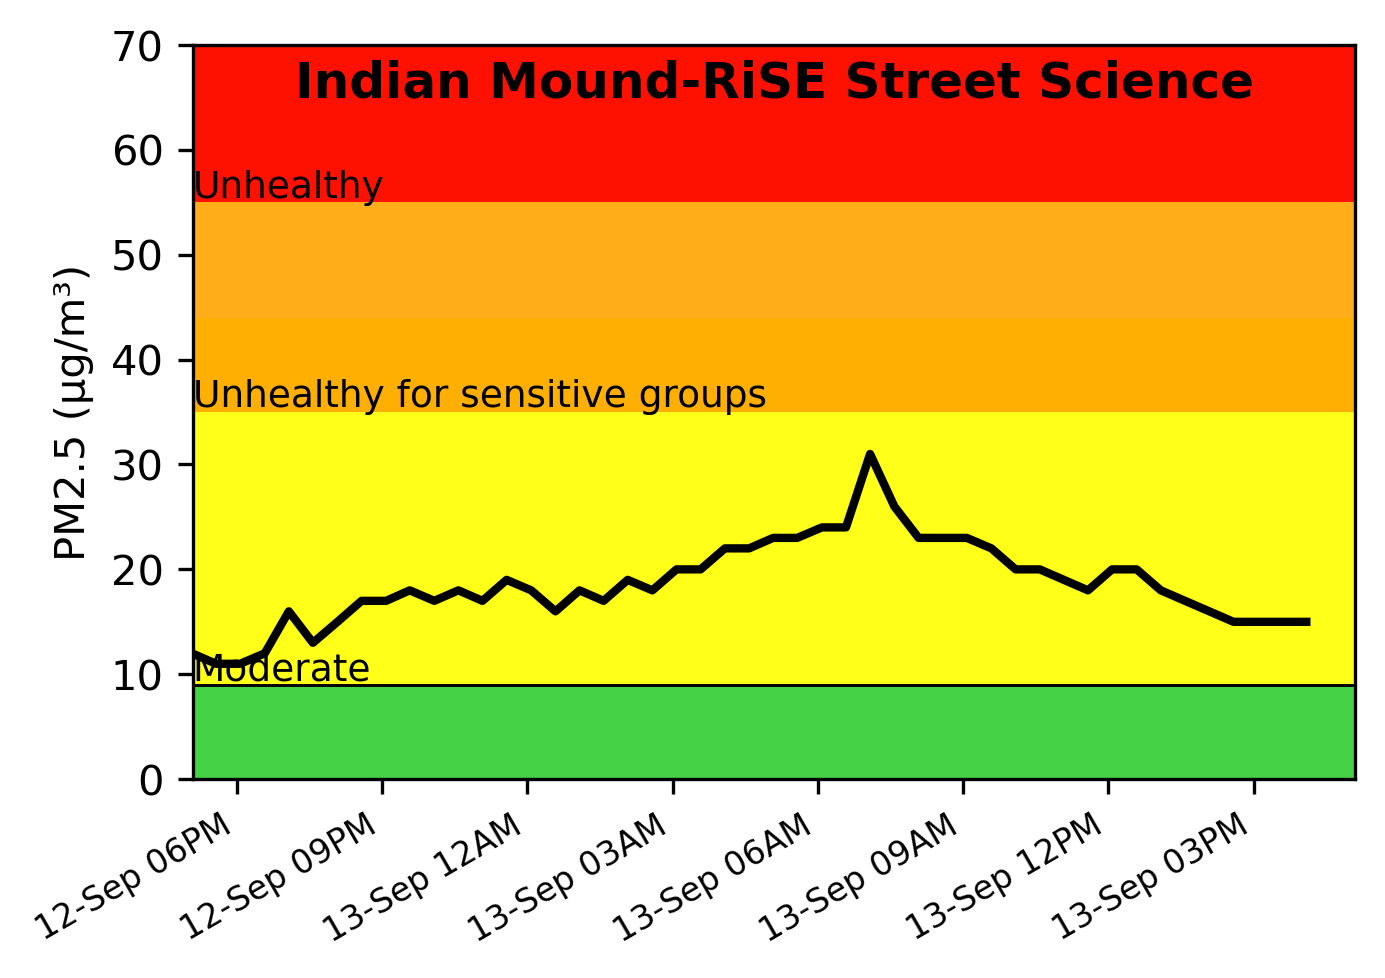 Indian Mound-RiSE Street Science
70
60
Unhealthy
50
40
Unhealthy for sensitive groups
30
20
10
Moderate
0
PM2.5 (µg/m³)
12-Sep 06PM
12-Sep 09PM
13-Sep 12AM
13-Sep 03AM
13-Sep 06AM
13-Sep 09AM
13-Sep 12PM
13-Sep 03PM